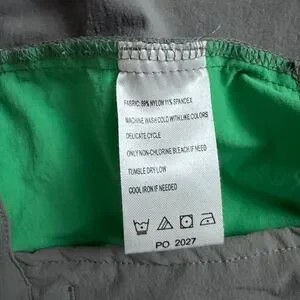 FABRIC: 89% NYLON 11% SPANDEX
MACHINE WASH COLD WITH LIKE COLORS
DELICATE CYCLE
ONLY NON-CHLORINE BLEACH IF NEED
TUMBLE DRY LOW
COOL IRON IF NEEDED
PO 2027